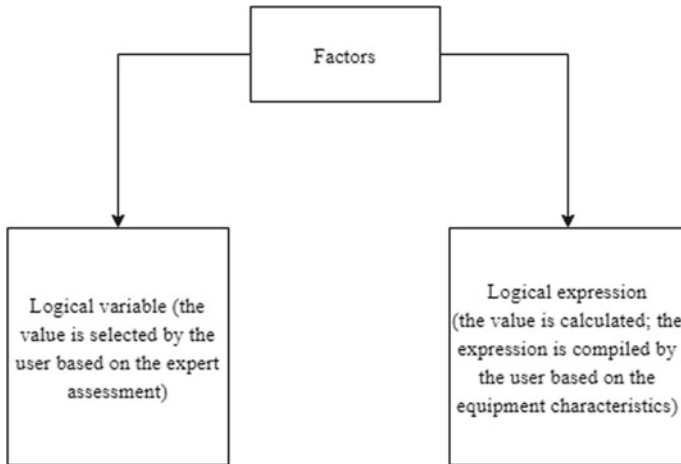 Factors
Logical variable (the
value is selected by the
user based on the expert
assessment)
Logical expression
(the value is calculated; the
expression is compiled by
the user based on the
equipment characteristics)